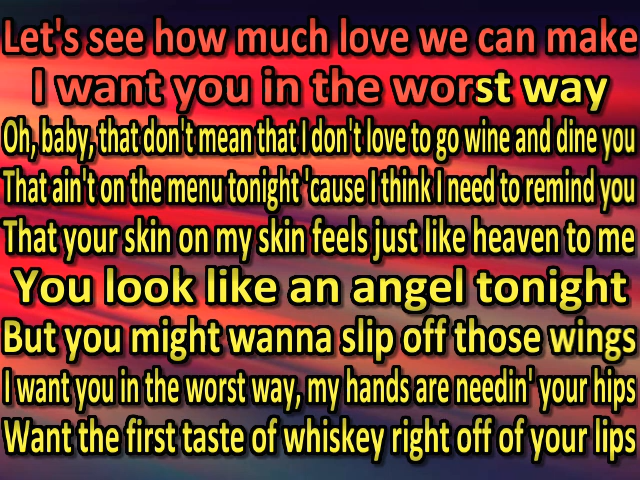 Let's see how much love we can make
I want you in the worst way
Oh, baby, that don't mean that I don't love to go wine and dine you
That ain't on the menu tonight 'cause I think I need to remind you
That your skin on my skin feels just like heaven to me
You look like an angel tonight
But you might wanna slip off those wings
I want you in the worst way, my hands are needin' your hips
Want the first taste of whiskey right off of your lips